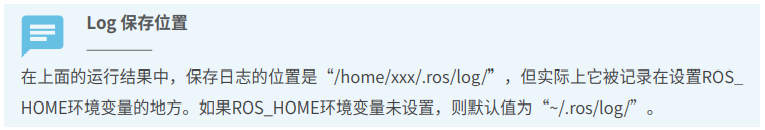 Log 保存位置
在上面的运行结果中，保存日志的位置是“/home/xxx/.ros/log/”，但实际上它被记录在设置ROS_
HOME环境变量的地方。如果ROS_HOME环境变量未设置，则默认值为“~/.ros/log/”。